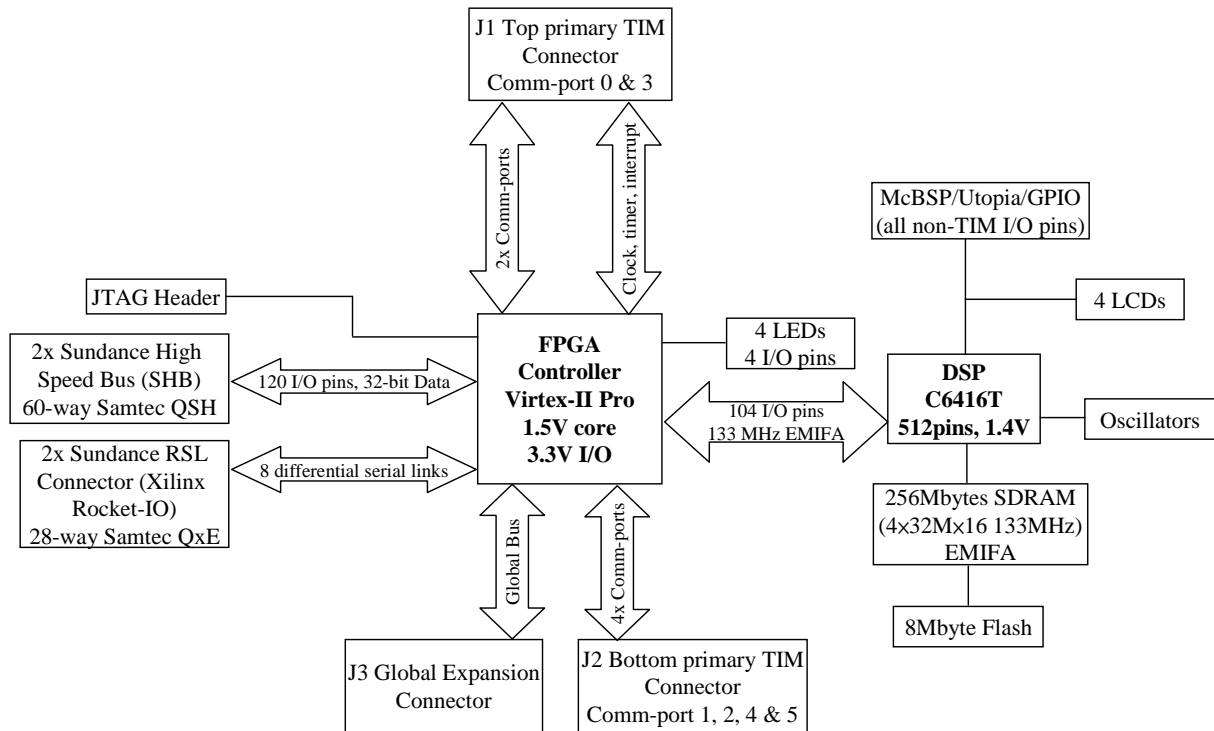 J1 Top primary TIM
Connector
Comm-port 0 & 3
2x Comm-ports
Clock, timer, interrupt
McBSP/Utopia/GPIO
(all non-TIM I/O pins)
JTAG Header
4 LCDs
2x Sundance High
Speed Bus (SHB)
60-way Samtec QSH
120 I/O pins, 32-bit Data
FPGA
Controller
Virtex-II Pro
1.5V core
3.3V I/O
4 LEDs
4 I/O pins
104 I/O pins
133 MHz EMIFA
DSP
C6416T
512pins, 1.4V
Oscillators
2x Sundance RSL
Connector (Xilinx
Rocket-IO)
28-way Samtec QxE
8 differential serial links
256Mbytes SDRAM
(4×32M×16 133MHz)
EMIFA
Global Bus
4x Comm-ports
8Mbyte Flash
J3 Global Expansion
Connector
J2 Bottom primary TIM
Connector
Comm-port 1, 2, 4 & 5